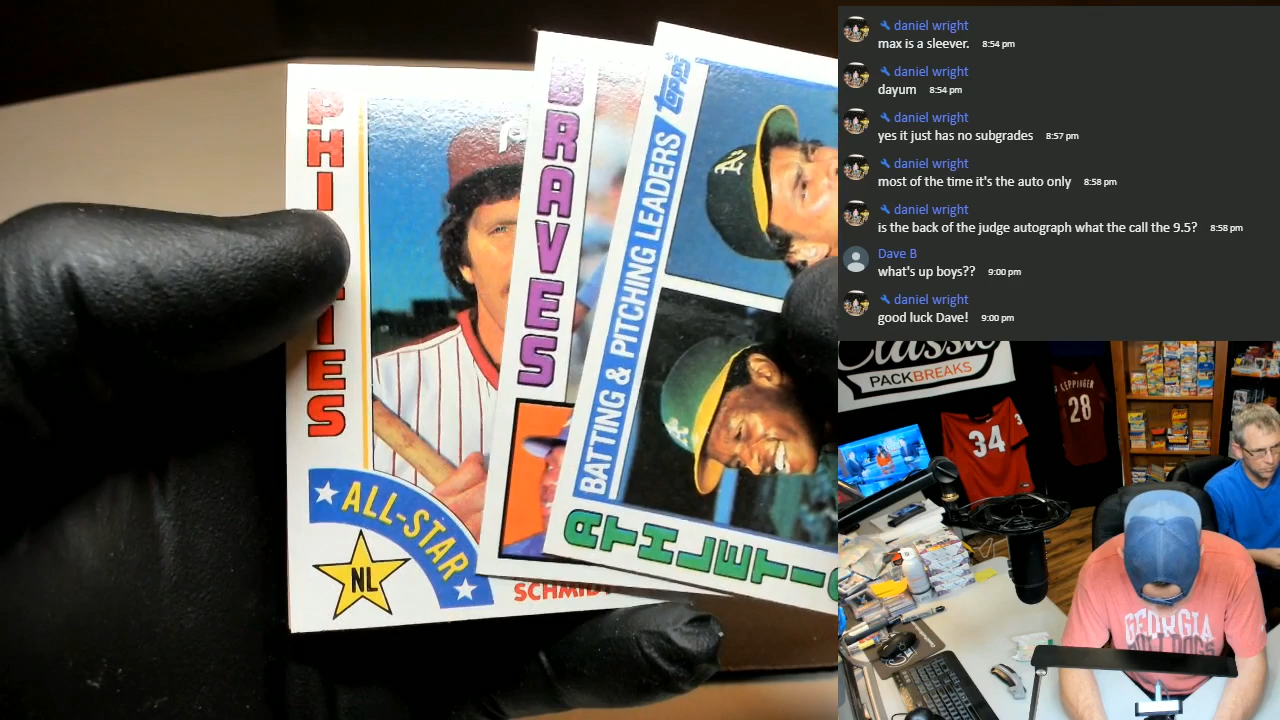 PHILLIES
ALL-STAR
NL
SCHMIDT
BRAVES
Topps
BATTING & PITCHING LEADERS /
A's
ATHLETIC
daniel wright
max is a sleever. 8:54 pm
daniel wright
dayum 8:54 pm
daniel wright
yes it just has no subgrades 8:57 pm
daniel wright
most of the time it's the auto only 8:58 pm
daniel wright
is the back of the judge autograph what the call the 9.5? 8:58 pm
Dave B
what's up boys?? 9:00 pm
daniel wright
good luck Dave! 9:00 pm
Classic
PACKBREAKS
34
LEPPINGER
28
GEORGIA
BULLDOGS